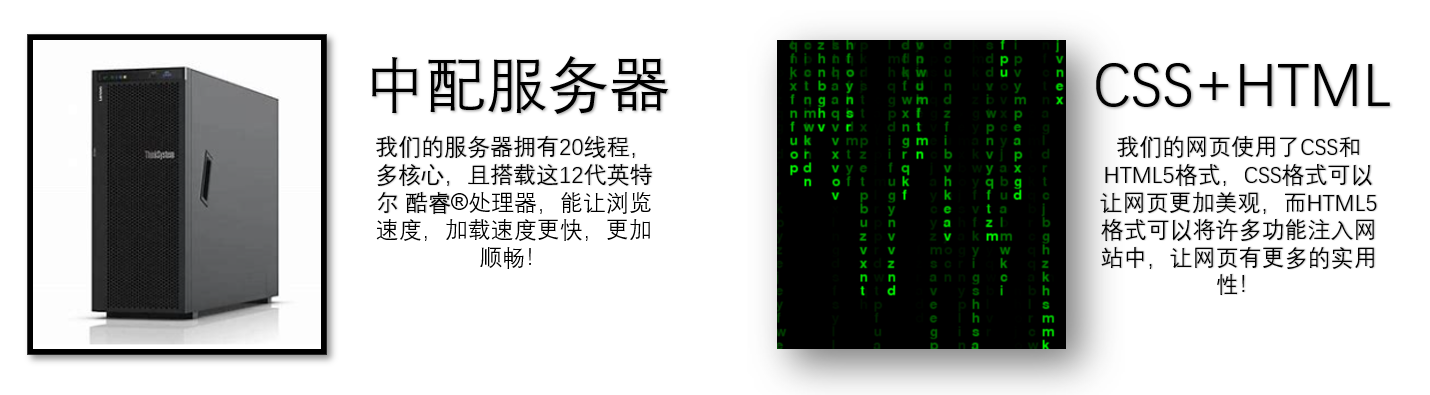 中配服务器
我们的服务器拥有20线程，
多核心，且搭载这12代英特
尔 酷睿®处理器，能让浏览
速度，加载速度更快，更加
顺畅！
ThinkSystem
CSS+HTML
我们的网页使用了CSS和
HTML5格式，CSS格式可以
让网页更加美观，而HTML5
格式可以将许多功能注入网
站中，让网页有更多的实用
性！